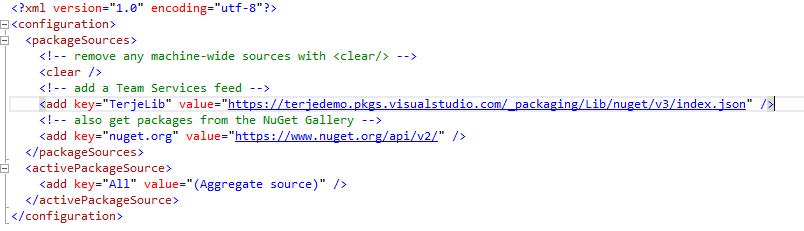 <?xml version="1.0" encoding="utf-8"?>
<configuration>
<packageSources>
<!-- remove any machine-wide sources with <clear/> -->
<clear />
<!-- add a Team Services feed -->
<add key="TerjeLib" value="https://terjedemo.pkgs.visualstudio.com/_packaging/Lib/nuget/v3/index.json" />
<!-- also get packages from the NuGet Gallery -->
<add key="nuget.org" value="https://www.nuget.org/api/v2/" />
</packageSources>
<activePackageSource>
<add key="All" value="(Aggregate source)" />
</activePackageSource>
</configuration>